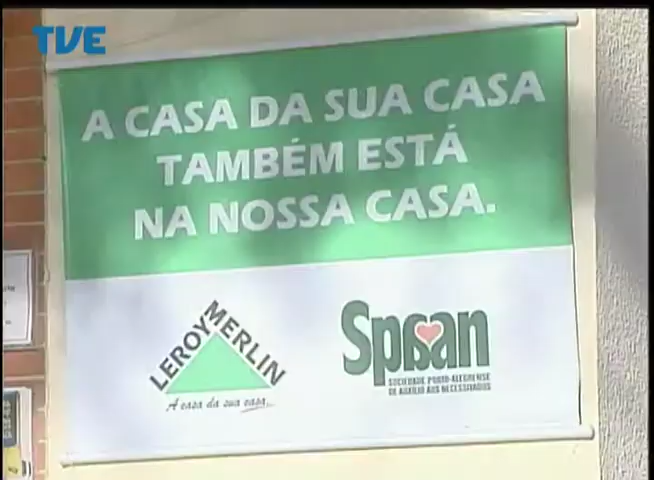 TVE
A CASA DA SUA CASA
TAMBÉM ESTÁ
NA NOSSA CASA.
LEROY MERLIN
A casa da sua casa.
Spaan
SOCIEDADE PORTO-ALEGRENSE
DE AUXÍLIO AOS NECESSITADOS